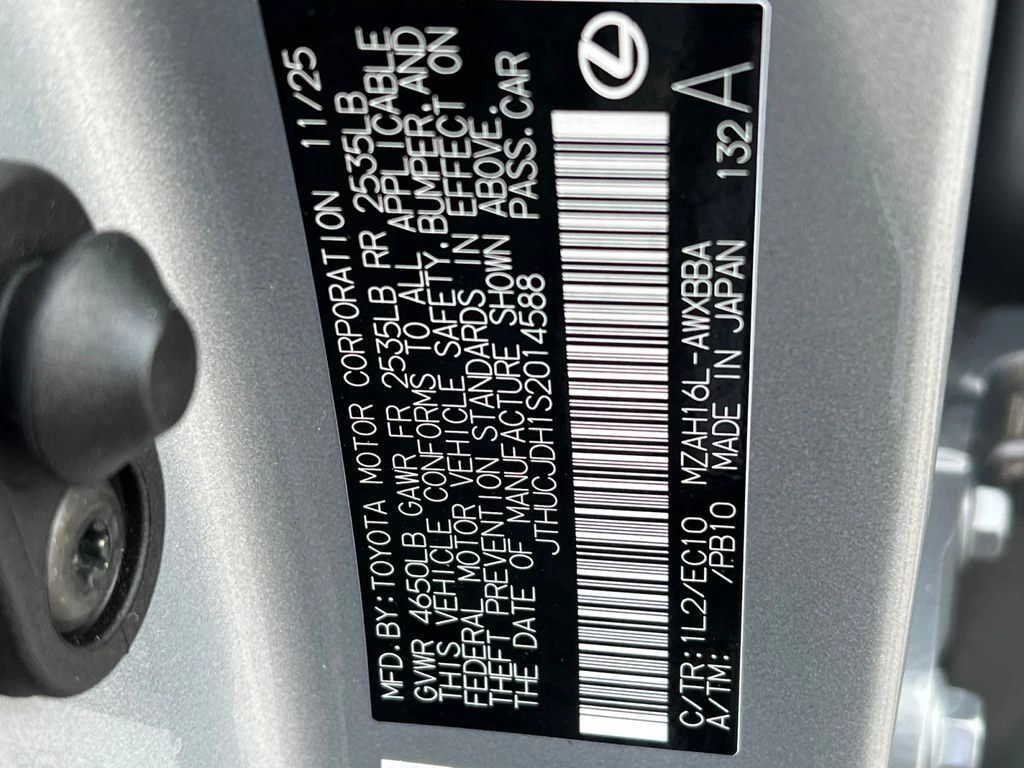 MFD.BY:TOYOTA MOTOR CORPORATION 11/25
GVWR 4650LB GAWR FR 2535LB RR 2535LB
THIS VEHICLE CONFORMS TO ALL APPLICABLE
FEDERAL MOTOR VEHICLE SAFETY,BUMPER,AND
THEFT PREVENTION STANDARDS IN EFFECT ON
THE DATE OF MANUFACTURE SHOWN ABOVE.
JTHUCJDH1S2014588 PASS.CAR
C/TR:1L2/EC10 MZAH16L-AWXBBA 132A
A/TM: /PB10 MADE IN JAPAN